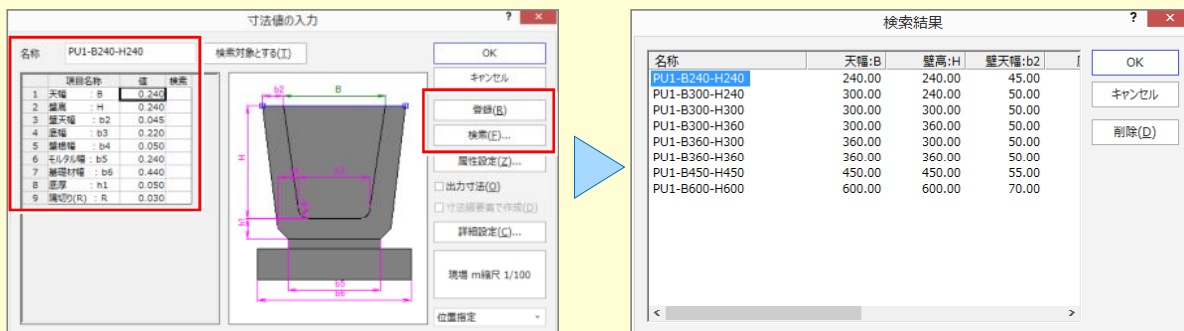 寸法値の入力
? ×
名称 PU1-B240-H240 検索対象とする(T)
項目名称 値 検索
1 天幅 : B 0.240
2 壁高 : H 0.240
3 壁天幅 : b2 0.045
4 底幅 : b3 0.220
5 壁根幅 : b4 0.050
6 モルタル幅 : b5 0.240
7 基礎材幅 : b6 0.440
8 底厚 : h1 0.050
9 隅切り(R) : R 0.030
b2 B
H
h1
b5
b6
OK
キャンセル
登録(R)
検索(F)...
属性設定(Z)...
出力寸法(O)
寸法線要素で作成(D)
詳細設定(C)...
現場 m縮尺 1/100
位置指定
検索結果
? ×
名称 天幅:B 壁高:H 壁天幅:b2
PU1-B240-H240 240.00 240.00 45.00
PU1-B300-H240 300.00 240.00 50.00
PU1-B300-H300 300.00 300.00 50.00
PU1-B300-H360 300.00 360.00 50.00
PU1-B360-H300 360.00 300.00 50.00
PU1-B360-H360 360.00 360.00 50.00
PU1-B450-H450 450.00 450.00 55.00
PU1-B600-H600 600.00 600.00 70.00
OK
キャンセル
削除(D)